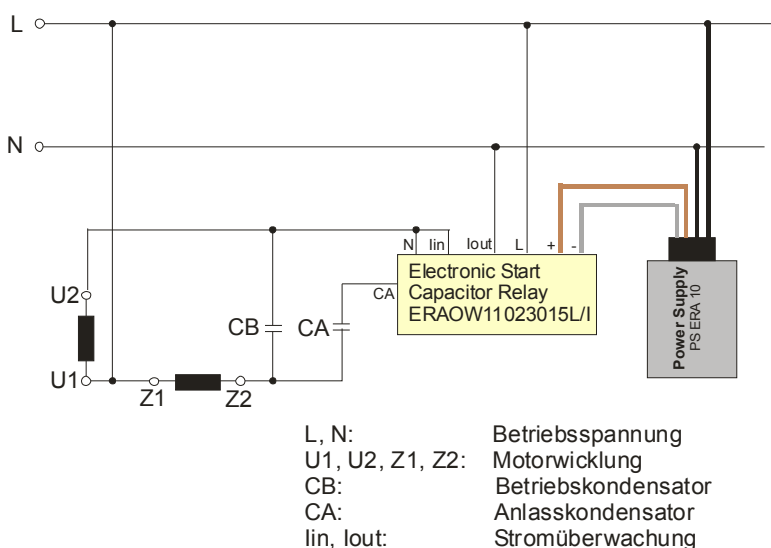 L
N
N Iin Iout L + -
CA
Electronic Start
Capacitor Relay
ERAOW11023015L/I
Power Supply
PS ERA 10
U2
CB
CA
U1
Z1
Z2
L, N: Betriebsspannung
U1, U2, Z1, Z2: Motorwicklung
CB: Betriebskondensator
CA: Anlasskondensator
Iin, Iout: Stromüberwachung